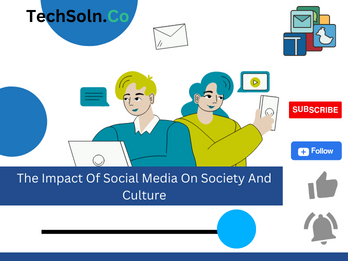 TechSoln.Co
SUBSCRIBE
Follow
The Impact Of Social Media On Society And
Culture